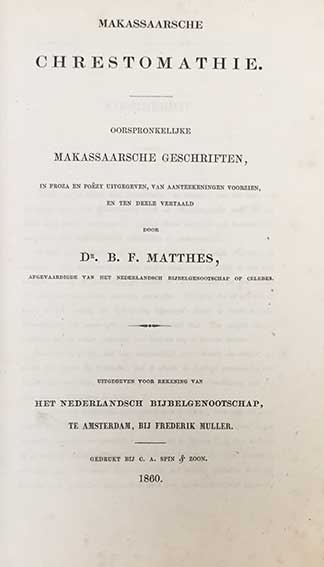 MAKASSAARSCHE
CHRESTOMATHIE.
OORSPRONKELIJKE
MAKASSAARSCHE GESCHRIFTEN,
IN PROZA EN POËZY UITGEGEVEN, VAN AANTEEKENINGEN VOORZIEN,
EN TEN DEELE VERTAALD
DOOR
DR. B. F. MATTHES,
AFGEVAARDIGDE VAN HET NEDERLANDSCH BIJBELGENOOTSCHAP OP CELEBES.
UITGEGEVEN VOOR REKENING VAN
HET NEDERLANDSCH BIJBELGENOOTSCHAP,
TE AMSTERDAM, BIJ FREDERIK MULLER.
GEDRUKT BIJ C. A. SPIN & ZOON.
1860.